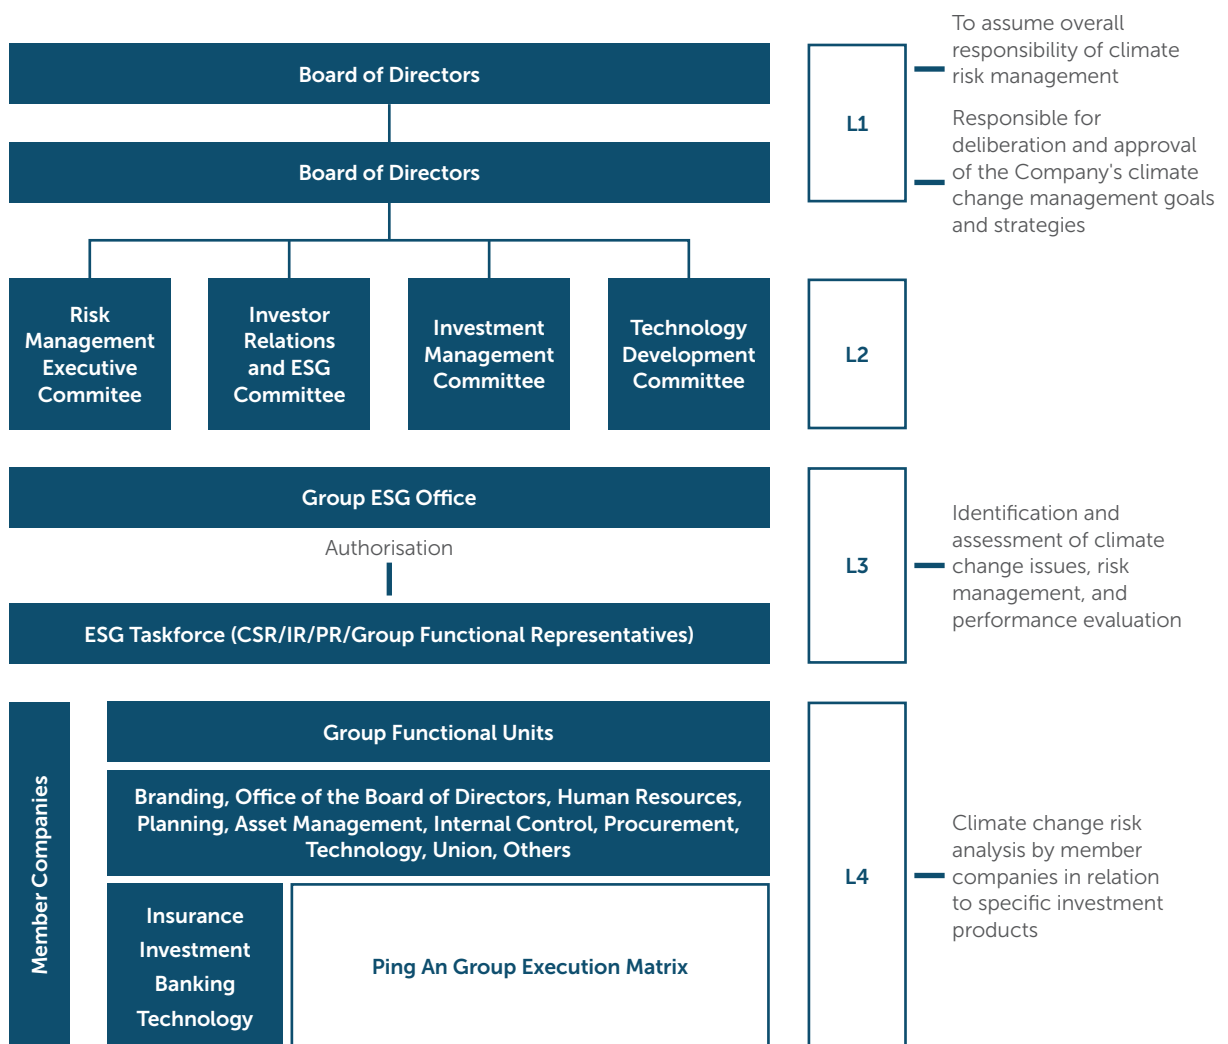 Board of Directors
Board of Directors
L1
To assume overall
responsibility of climate
risk management
Responsible for
deliberation and approval
of the Company's climate
change management goals
and strategies
Risk
Management
Executive
Commitee
Investor
Relations
and ESG
Committee
Investment
Management
Committee
Technology
Development
Committee
L2
Group ESG Office
Authorisation
ESG Taskforce (CSR/IR/PR/Group Functional Representatives)
L3
Identification and
assessment of climate
change issues, risk
management, and
performance evaluation
Member Companies
Group Functional Units
Branding, Office of the Board of Directors, Human Resources,
Planning, Asset Management, Internal Control, Procurement,
Technology, Union, Others
Insurance
Investment
Banking
Technology
Ping An Group Execution Matrix
L4
Climate change risk
analysis by member
companies in relation
to specific investment
products